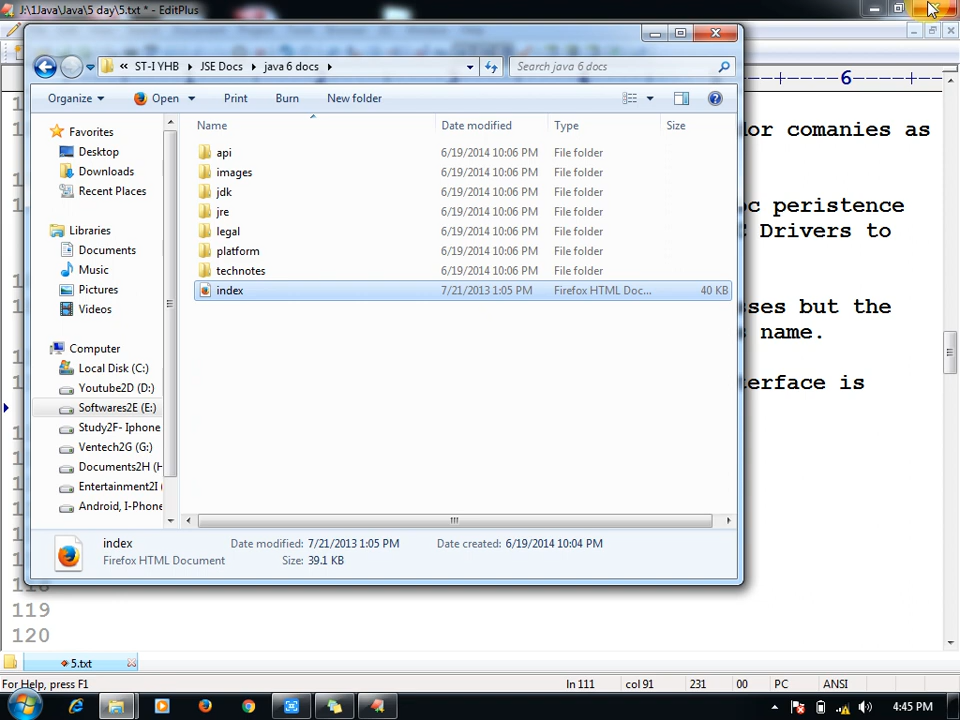 J:\1Java\Java\5 day\5.txt * - EditPlus
« ST-I YHB ▸ JSE Docs ▸ java 6 docs ▸
Search java 6 docs
Organize Open Print Burn New folder
Name Date modified Type Size
Favorites
Desktop
Downloads
Recent Places
Libraries
Documents
Music
Pictures
Videos
Computer
Local Disk (C:)
Youtube2D (D:)
Softwares2E (E:)
Study2F- Iphone
Ventech2G (G:)
Documents2H (H
Entertainment2I
Android, I-Phone
api 6/19/2014 10:06 PM File folder
images 6/19/2014 10:06 PM File folder
jdk 6/19/2014 10:06 PM File folder
jre 6/19/2014 10:06 PM File folder
legal 6/19/2014 10:06 PM File folder
platform 6/19/2014 10:06 PM File folder
technotes 6/19/2014 10:06 PM File folder
index 7/21/2013 1:05 PM Firefox HTML Doc... 40 KB
index Date modified: 7/21/2013 1:05 PM Date created: 6/19/2014 10:04 PM
Firefox HTML Document Size: 39.1 KB
6
comanies as
peristence
Drivers to
but the
name.
is
119
120
5.txt
For Help, press F1 ln 111 col 91 231 00 PC ANSI
4:45 PM